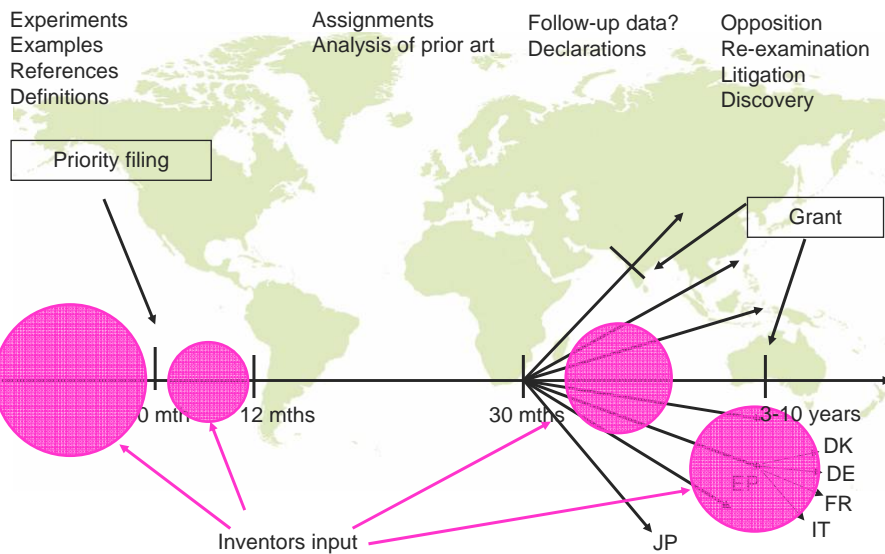 Experiments
Examples
References
Definitions
Assignments
Analysis of prior art
Follow-up data?
Declarations
Opposition
Re-examination
Litigation
Discovery
Priority filing
Grant
0 mth
12 mths
30 mths
3-10 years
EP
DK
DE
FR
IT
JP
Inventors input